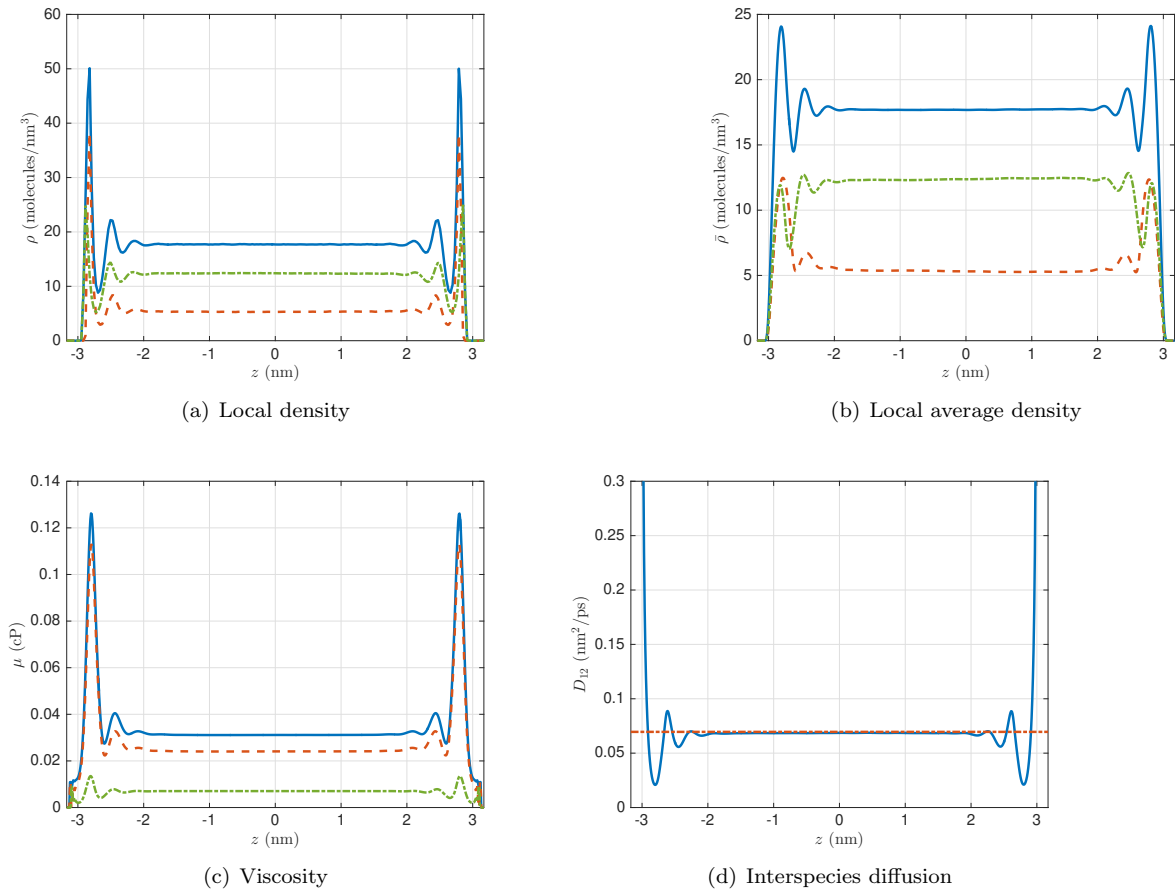 60
50
40
30
20
10
0
ρ (molecules/nm³)
-3 -2 -1 0 1 2 3
z (nm)
(a) Local density
25
20
15
10
5
0
ρ̄ (molecules/nm³)
-3 -2 -1 0 1 2 3
z (nm)
(b) Local average density
0.14
0.12
0.1
0.08
0.06
0.04
0.02
0
μ (cP)
-3 -2 -1 0 1 2 3
z (nm)
(c) Viscosity
0.3
0.25
0.2
0.15
0.1
0.05
0
D₁₂ (nm²/ps)
-3 -2 -1 0 1 2 3
z (nm)
(d) Interspecies diffusion